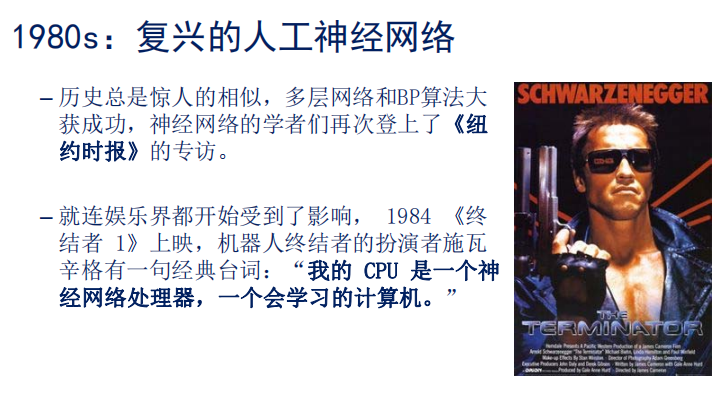 1980s: 复兴的人工神经网络
– 历史总是惊人的相似，多层网络和BP算法大
获成功，神经网络的学者们再次登上了《纽
约时报》的专访。
– 就连娱乐界都开始受到了影响， 1984 《终
结者 1》上映，机器人终结者的扮演者施瓦
辛格有一句经典台词：“我的 CPU 是一个神
经网络处理器，一个会学习的计算机。”
SCHWARZENEGGER
THE
TERMINATOR